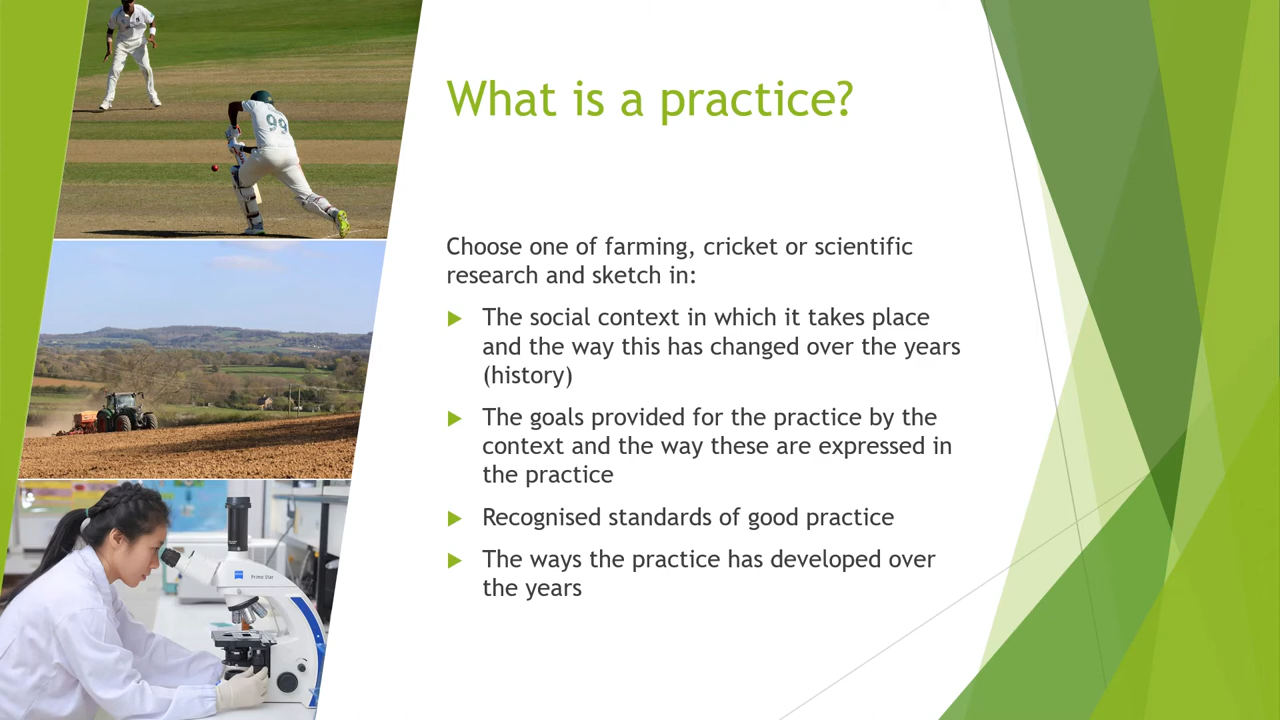 What is a practice?
Choose one of farming, cricket or scientific
research and sketch in:
The social context in which it takes place
and the way this has changed over the years
(history)
The goals provided for the practice by the
context and the way these are expressed in
the practice
Recognised standards of good practice
The ways the practice has developed over
the years
99
Primo Star